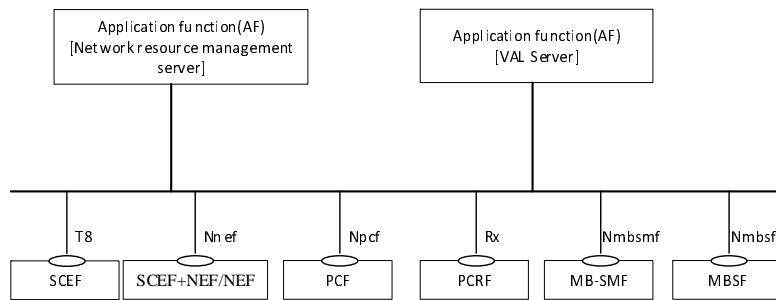 Application function(AF)
[Network resource management
server]
Application function(AF)
[VAL Server]
T8
Nnef
Npcf
Rx
Nmbsmf
Nmbsf
SCEF
SCEF+NEF/NEF
PCF
PCRF
MB-SMF
MBSF